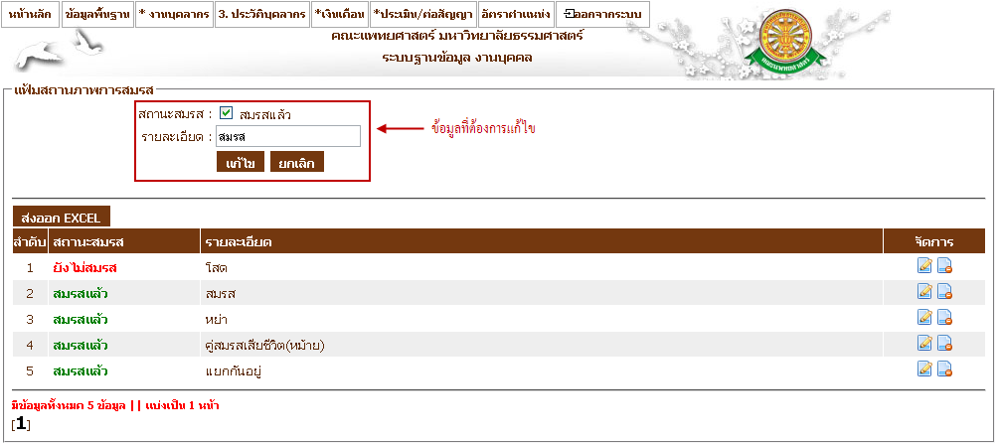 หน้าหลัก ข้อมูลพื้นฐาน * งานบุคลากร 3. ประวัติบุคลากร *เงินเดือน *ประเมิน/ต่อสัญญา อัตราตำแหน่ง ออกจากระบบ
คณะแพทยศาสตร์ มหาวิทยาลัยธรรมศาสตร์
ระบบฐานข้อมูล งานบุคคล
แฟ้มสถานภาพการสมรส
สถานะสมรส : สมรสแล้ว
รายละเอียด : สมรส
ข้อมูลที่ต้องการแก้ไข
แก้ไข ยกเลิก
ส่งออก EXCEL
ลำดับ สถานะสมรส รายละเอียด จัดการ
1 ยังไม่สมรส โสด
2 สมรสแล้ว สมรส
3 สมรสแล้ว หย่า
4 สมรสแล้ว คู่สมรสเสียชีวิต(หม้าย)
5 สมรสแล้ว แยกกันอยู่
มีข้อมูลทั้งหมด 5 ข้อมูล || แบ่งเป็น 1 หน้า
[1]